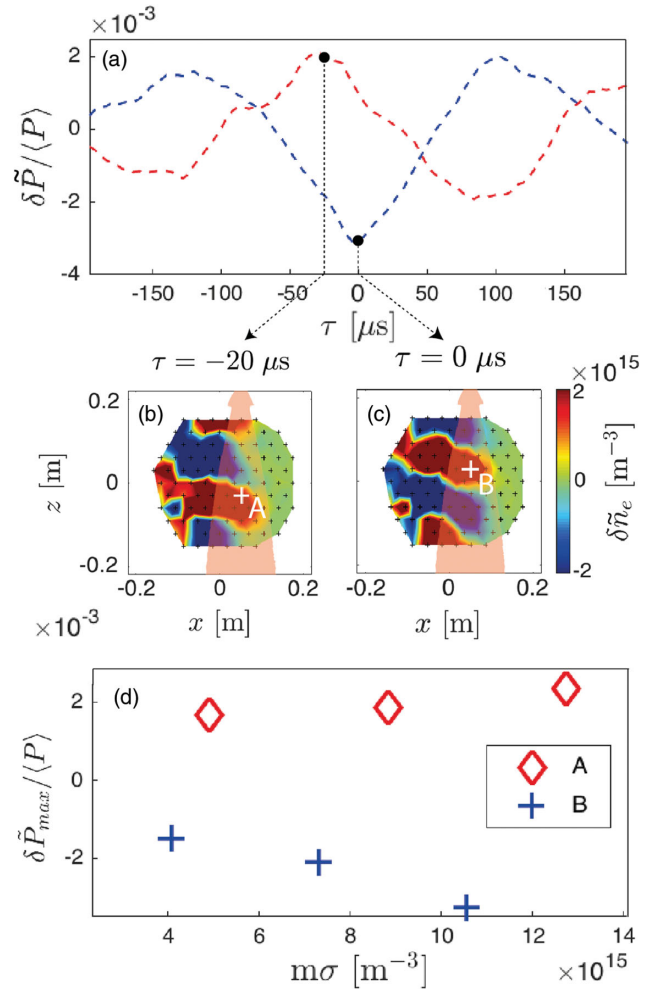 ×10⁻³
(a)
2
0
-2
-4
δP̃/⟨P⟩
-150 -100 -50 0 50 100 150
τ [μs]
τ = −20 μs
τ = 0 μs
(b)
(c)
0.2
0
-0.2
z [m]
A
B
-0.2 0 0.2
-0.2 0 0.2
x [m]
x [m]
×10¹⁵
2
1
0
-1
-2
δñₑ [m⁻³]
×10⁻³
(d)
2
0
-2
δP̃ₘₐₓ/⟨P⟩
A
B
4 6 8 10 12 14
mσ [m⁻³]
×10¹⁵